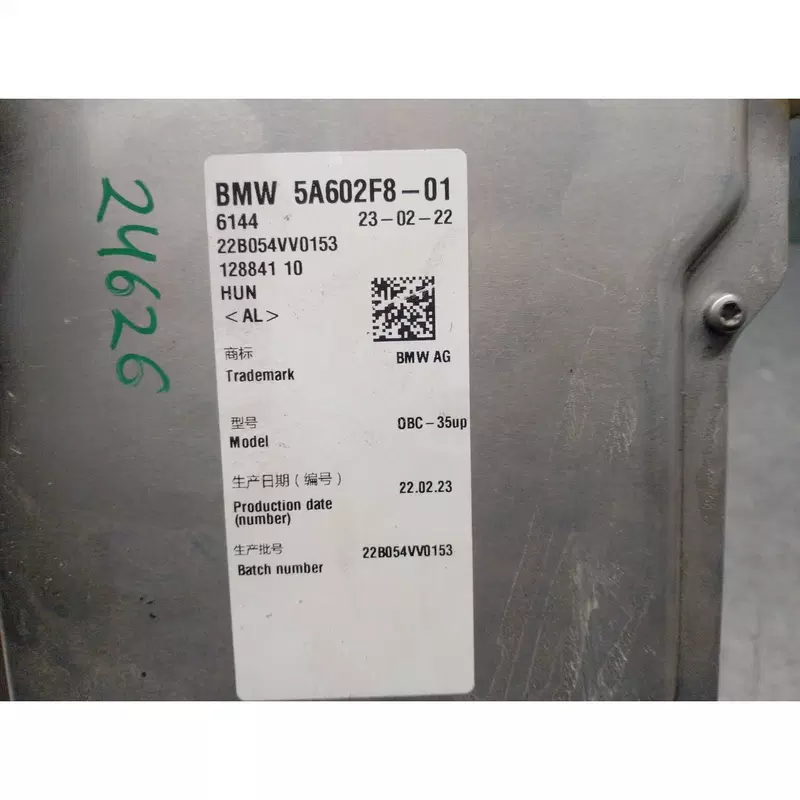 24626
BMW 5A602F8-01
6144 23-02-22
22B054VV0153
128841 10
HUN
<AL>
商标
Trademark BMW AG
型号
Model OBC-35up
生产日期(编号)
Production date
(number) 22.02.23
生产批号
Batch number 22B054VV0153